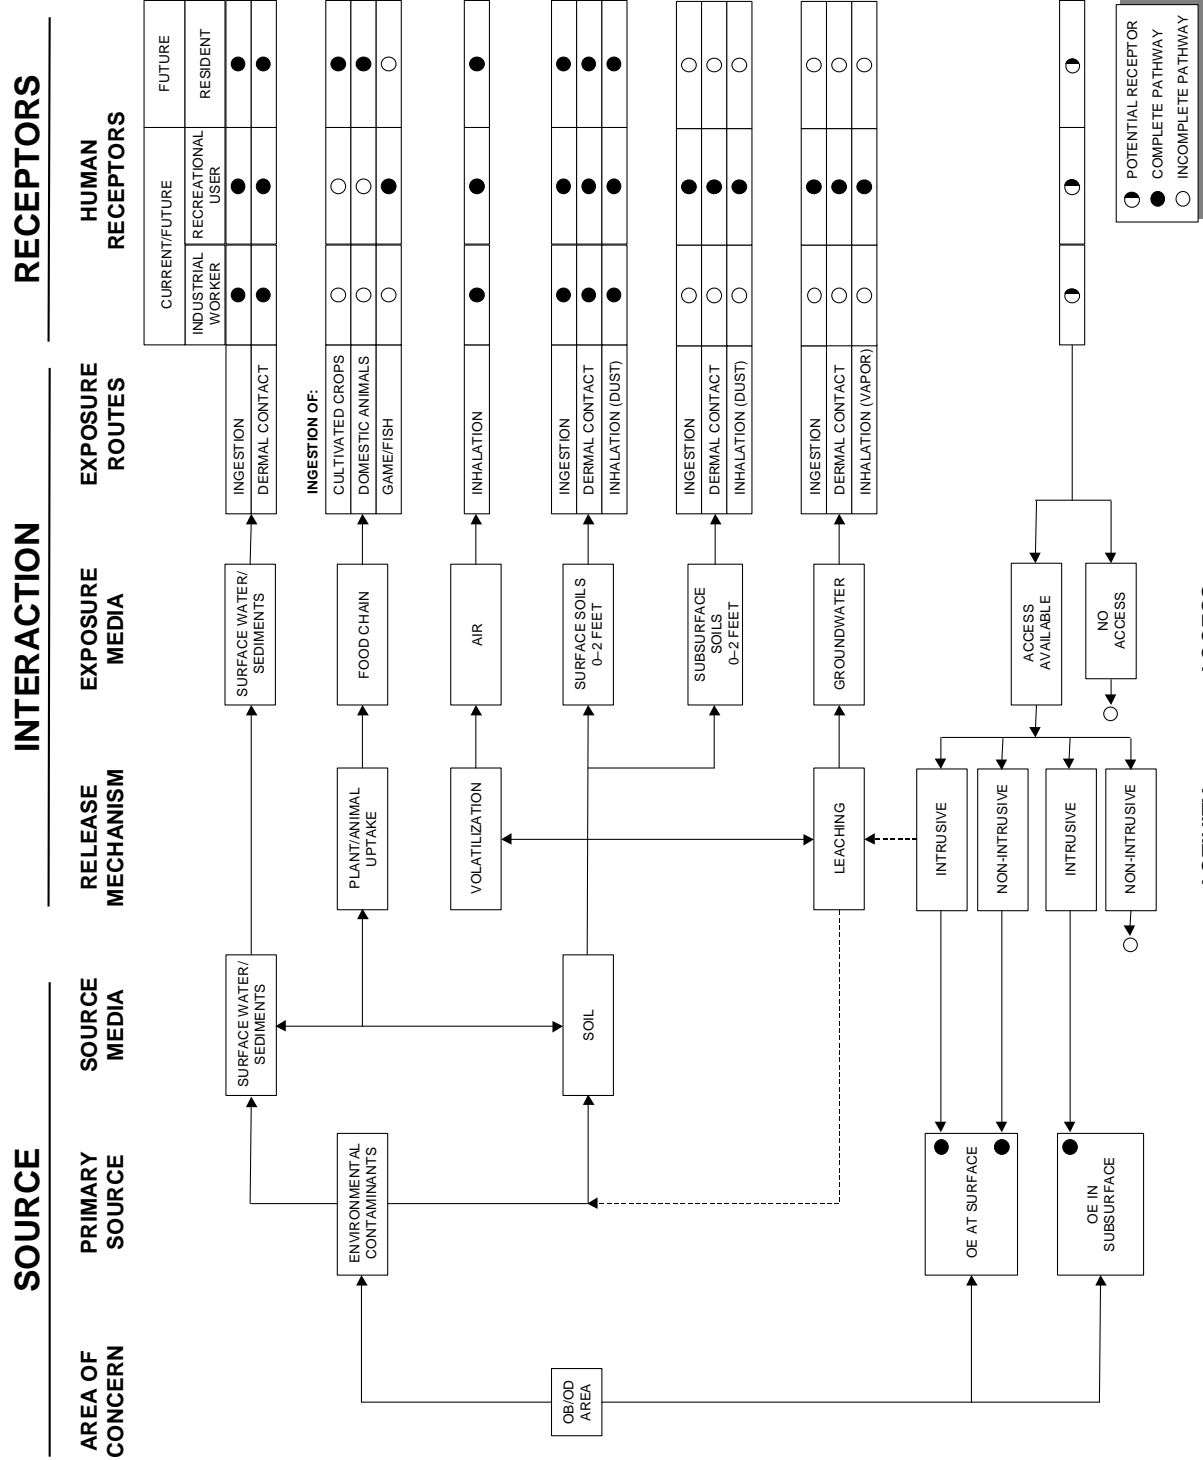 SOURCE
INTERACTION
RECEPTORS
AREA OF
CONCERN
PRIMARY
SOURCE
SOURCE
MEDIA
RELEASE
MECHANISM
EXPOSURE
MEDIA
EXPOSURE
ROUTES
HUMAN
RECEPTORS
CURRENT/FUTURE
FUTURE
INDUSTRIAL
WORKER
RECREATIONAL
USER
RESIDENT
SURFACE WATER/
SEDIMENTS
SURFACE WATER/
SEDIMENTS
INGESTION
DERMAL CONTACT
INGESTION OF:
ENVIRONMENTAL
CONTAMINANTS
PLANT/ANIMAL
UPTAKE
FOOD CHAIN
CULTIVATED CROPS
DOMESTIC ANIMALS
GAME/FISH
VOLATILIZATION
AIR
INHALATION
OB/OD
AREA
SOIL
SURFACE SOILS
0–2 FEET
INGESTION
DERMAL CONTACT
INHALATION (DUST)
SUBSURFACE
SOILS
0–2 FEET
INGESTION
DERMAL CONTACT
INHALATION (DUST)
LEACHING
GROUNDWATER
INGESTION
DERMAL CONTACT
INHALATION (VAPOR)
OE AT SURFACE
INTRUSIVE
NON-INTRUSIVE
ACCESS
AVAILABLE
OE IN
SUBSURFACE
INTRUSIVE
NON-INTRUSIVE
NO
ACCESS
POTENTIAL RECEPTOR
COMPLETE PATHWAY
INCOMPLETE PATHWAY